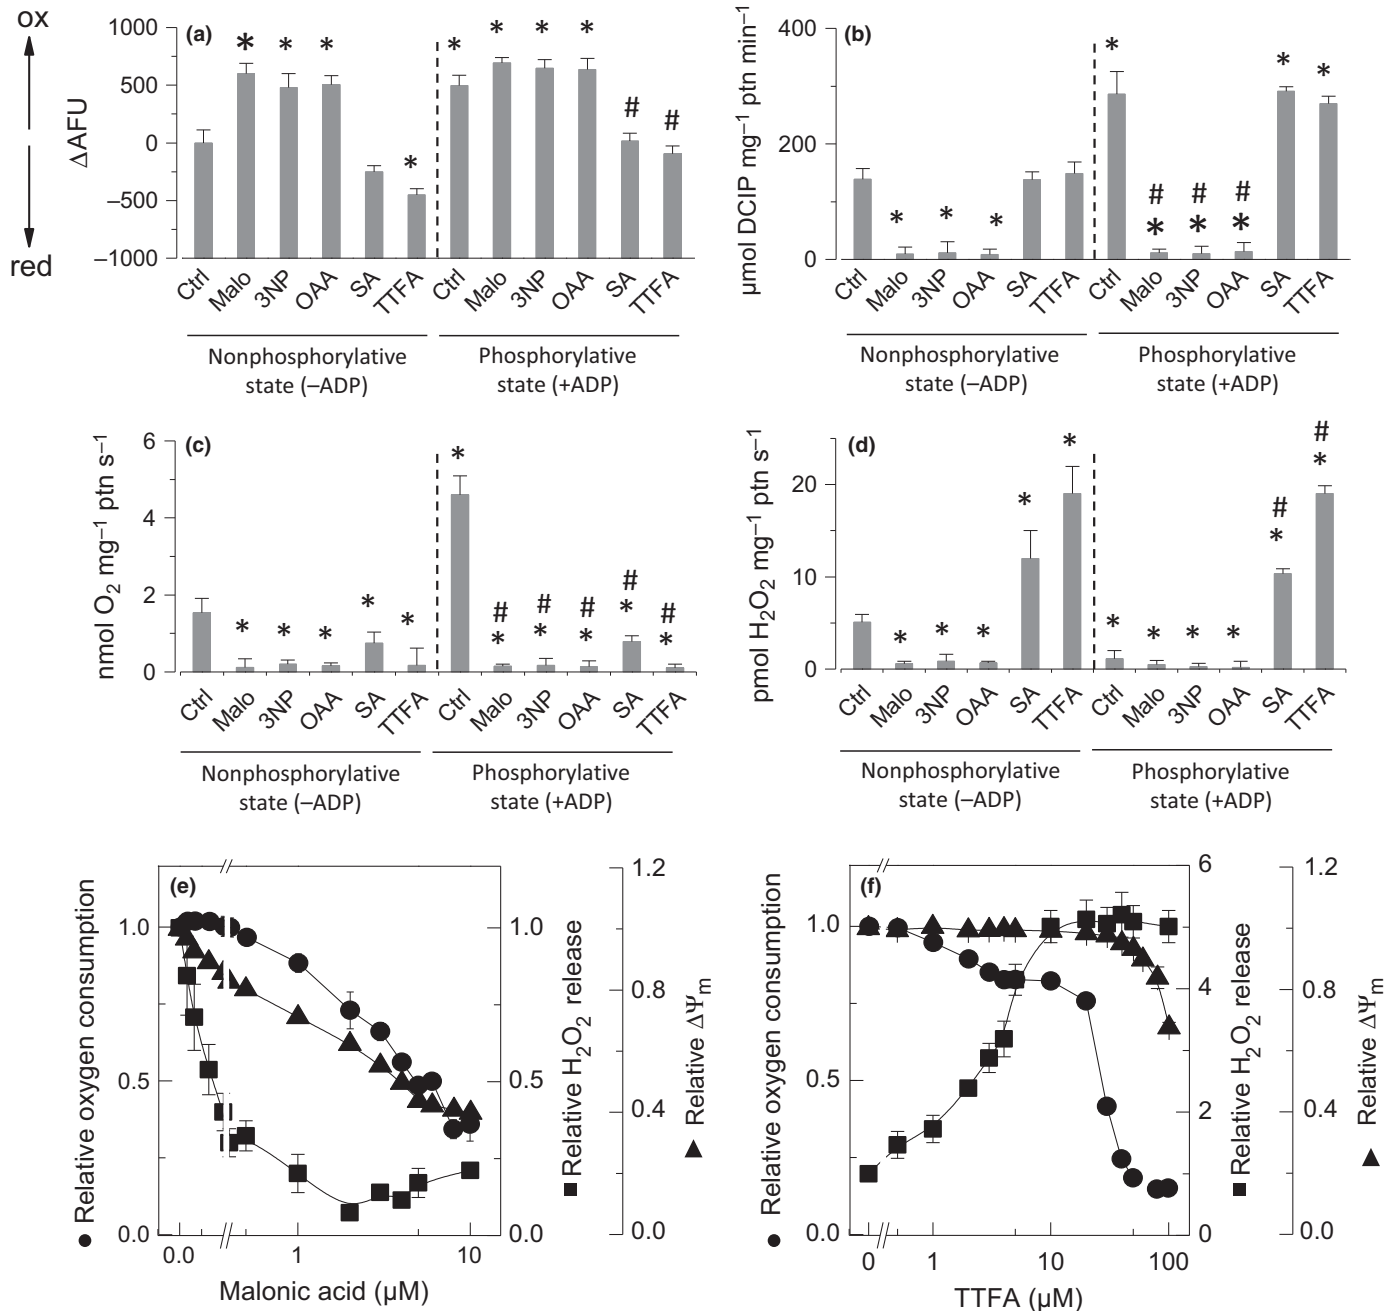 ox
red
(a)
ΔAFU
1000
500
0
−500
−1000
* * * * * * * * # #
Ctrl Malo 3NP OAA SA TTFA Ctrl Malo 3NP OAA SA TTFA
Nonphosphorylative
state (–ADP)
Phosphorylative
state (+ADP)
(b)
µmol DCIP mg–1 ptn min–1
400
200
0
* * * * # # # * *
* * *
Ctrl Malo 3NP OAA SA TTFA Ctrl Malo 3NP OAA SA TTFA
Nonphosphorylative
state (–ADP)
Phosphorylative
state (+ADP)
(c)
nmol O2 mg–1 ptn s–1
6
4
2
0
* * * * * * # # # # #
* * * * *
Ctrl Malo 3NP OAA SA TTFA Ctrl Malo 3NP OAA SA TTFA
Nonphosphorylative
state (–ADP)
Phosphorylative
state (+ADP)
(d)
pmol H2O2 mg–1 ptn s–1
20
10
0
* * * * * * * * * # #
* *
Ctrl Malo 3NP OAA SA TTFA Ctrl Malo 3NP OAA SA TTFA
Nonphosphorylative
state (–ADP)
Phosphorylative
state (+ADP)
(e)
● Relative oxygen consumption
1.0
0.5
0.0
0.0 1 10
Malonic acid (µM)
1.0
0.5
0.0
■ Relative H2O2 release
1.2
0.8
0.4
0.0
▲ Relative ΔΨm
(f)
● Relative oxygen consumption
1.0
0.5
0.0
0 1 10 100
TTFA (µM)
6
4
2
0
■ Relative H2O2 release
1.2
0.8
0.4
0.0
▲ Relative ΔΨm